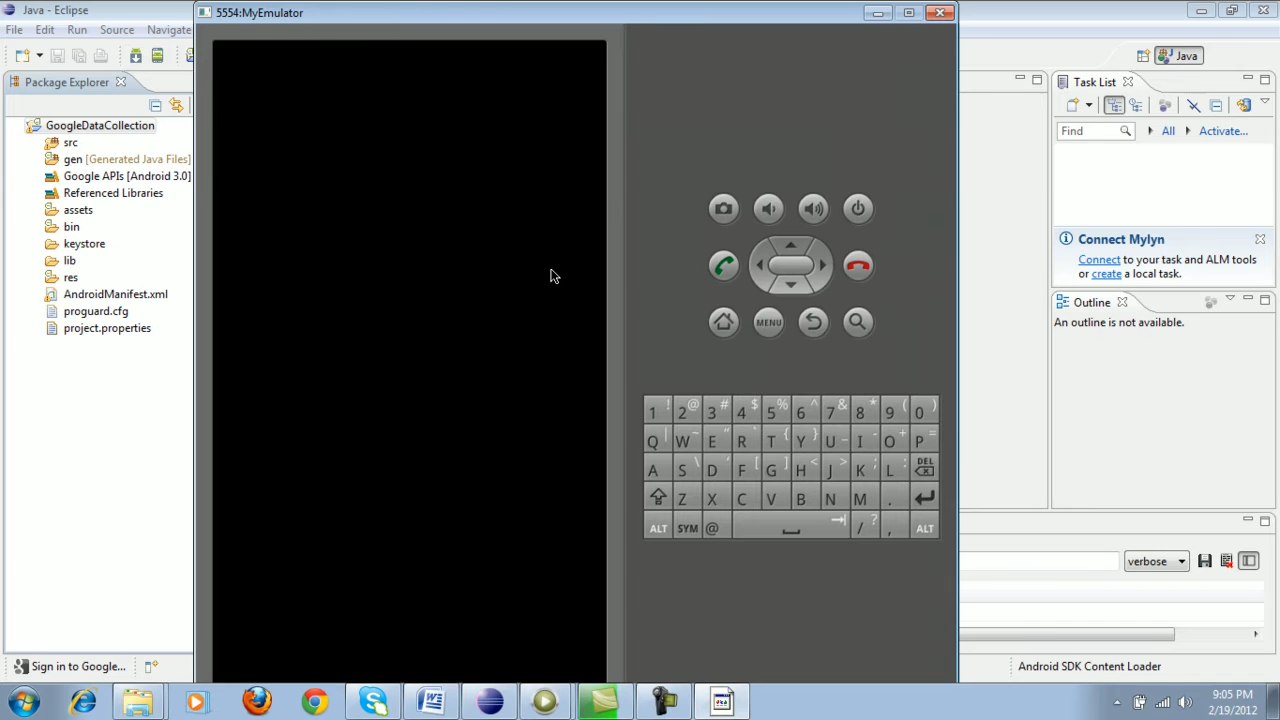 Java - Eclipse
5554:MyEmulator
File Edit Run Source Navigate
Java
Package Explorer
Task List
GoogleDataCollection
src
gen [Generated Java Files]
Google APIs [Android 3.0]
Referenced Libraries
assets
bin
keystore
lib
res
AndroidManifest.xml
proguard.cfg
project.properties
Find All Activate...
Connect Mylyn
Connect to your task and ALM tools
or create a local task.
Outline
An outline is not available.
MENU
1 ! 2 @ 3 # 4 $ 5 % 6 ^ 7 & 8 * 9 ( 0 )
Q | W ~ E " R ` T { Y } U _ I - O + P =
A S \ D ' F [ G ] H < J > K ; L : DEL
Z X C V B N M .
ALT SYM @ / ? , ALT
verbose
Sign in to Google...
Android SDK Content Loader
9:05 PM
2/19/2012